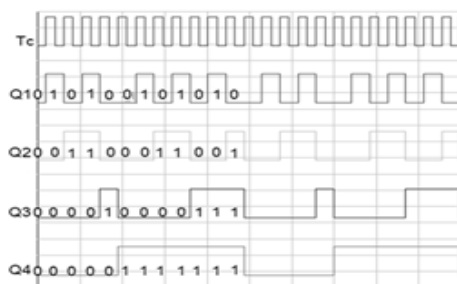 Tc
Q10 1 0 1 0 0 1 0 1 0 1 0
Q20 0 1 1 0 0 0 1 1 0 0 1
Q30 0 0 0 1 0 0 0 0 1 1 1
Q40 0 0 0 0 1 1 1 1 1 1 1